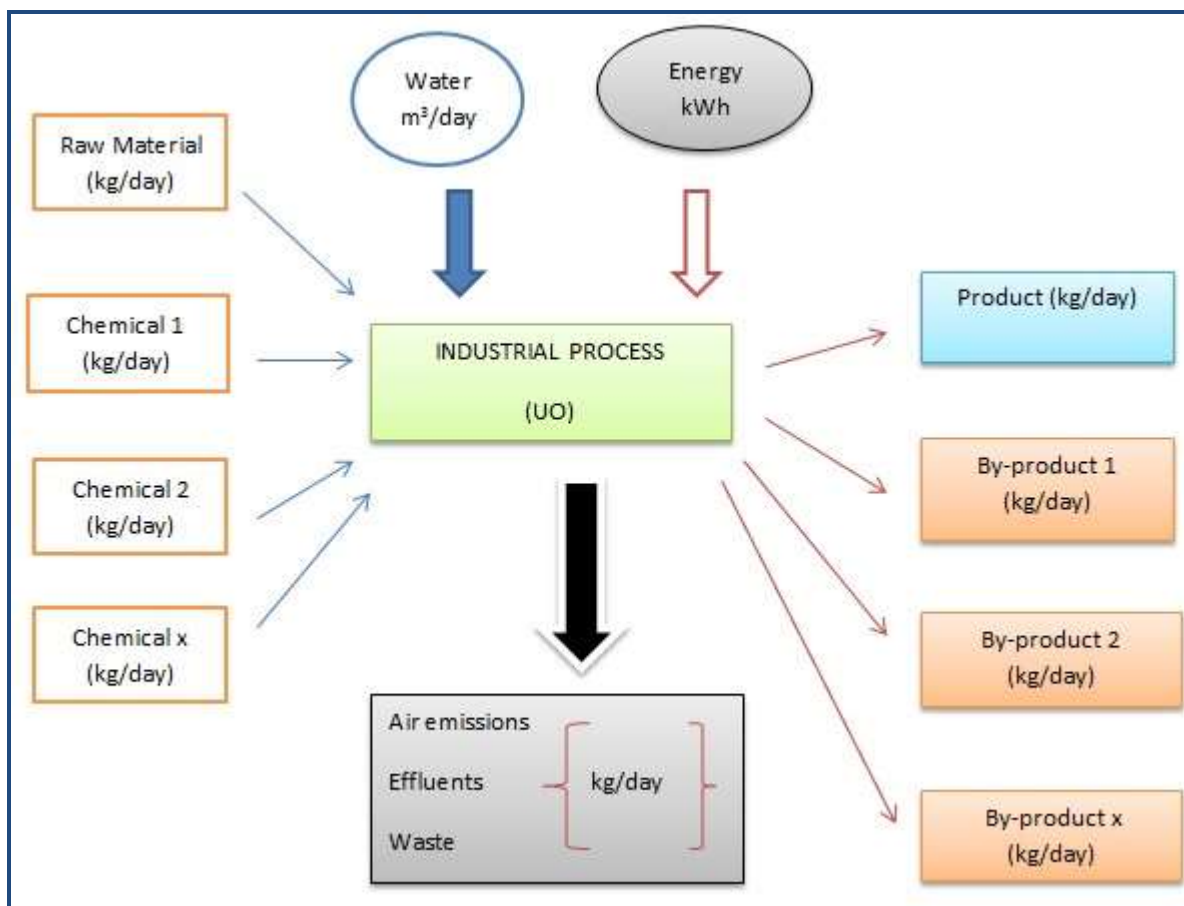 Water
m³/day
Energy
kWh
Raw Material
(kg/day)
Chemical 1
(kg/day)
Chemical 2
(kg/day)
Chemical x
(kg/day)
INDUSTRIAL PROCESS
(UO)
Product (kg/day)
By-product 1
(kg/day)
By-product 2
(kg/day)
By-product x
(kg/day)
Air emissions
Effluents
kg/day
Waste